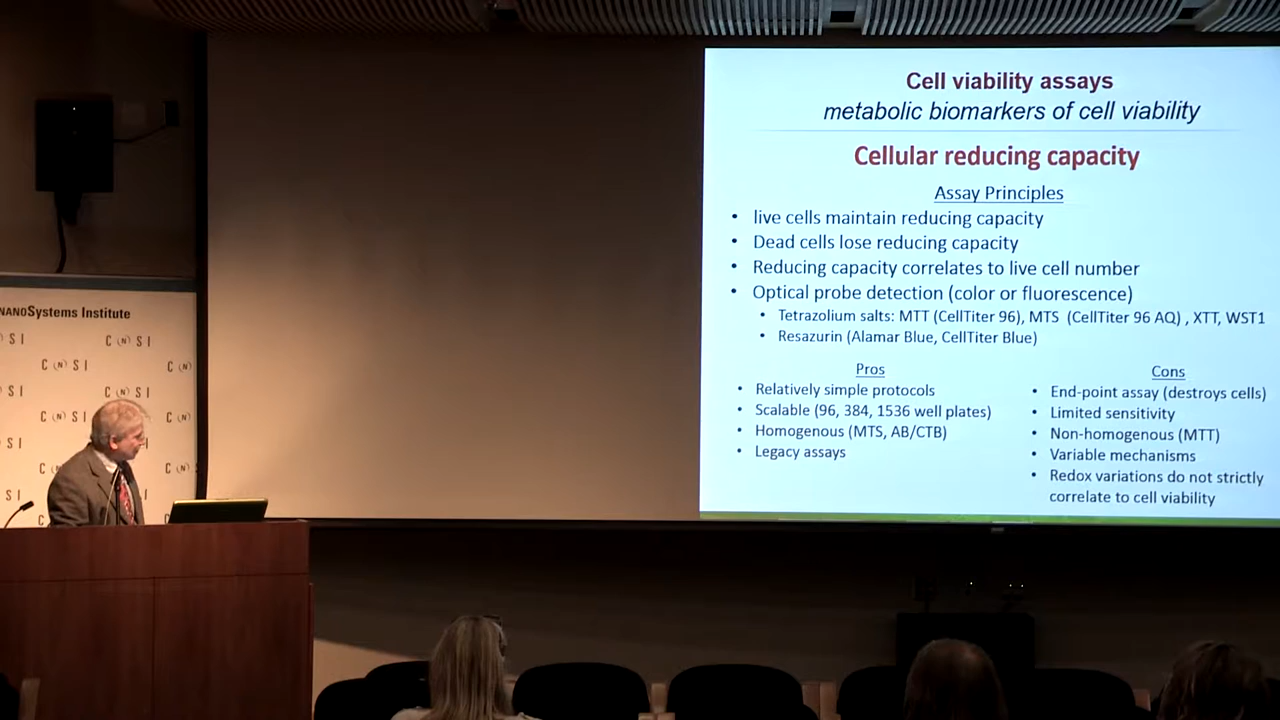 Cell viability assays
metabolic biomarkers of cell viability
Cellular reducing capacity
Assay Principles
• live cells maintain reducing capacity
• Dead cells lose reducing capacity
• Reducing capacity correlates to live cell number
• Optical probe detection (color or fluorescence)
• Tetrazolium salts: MTT (CellTiter 96), MTS (CellTiter 96 AQ) , XTT, WST1
• Resazurin (Alamar Blue, CellTiter Blue)
Pros
• Relatively simple protocols
• Scalable (96, 384, 1536 well plates)
• Homogenous (MTS, AB/CTB)
• Legacy assays
Cons
• End-point assay (destroys cells)
• Limited sensitivity
• Non-homogenous (MTT)
• Variable mechanisms
• Redox variations do not strictly
correlate to cell viability
NANOSystems Institute
S I C (N) S I
C (N) S I C (N)
S I C (N) S I
C (N) S I C (N)
S I I
C (N)
S I I
C